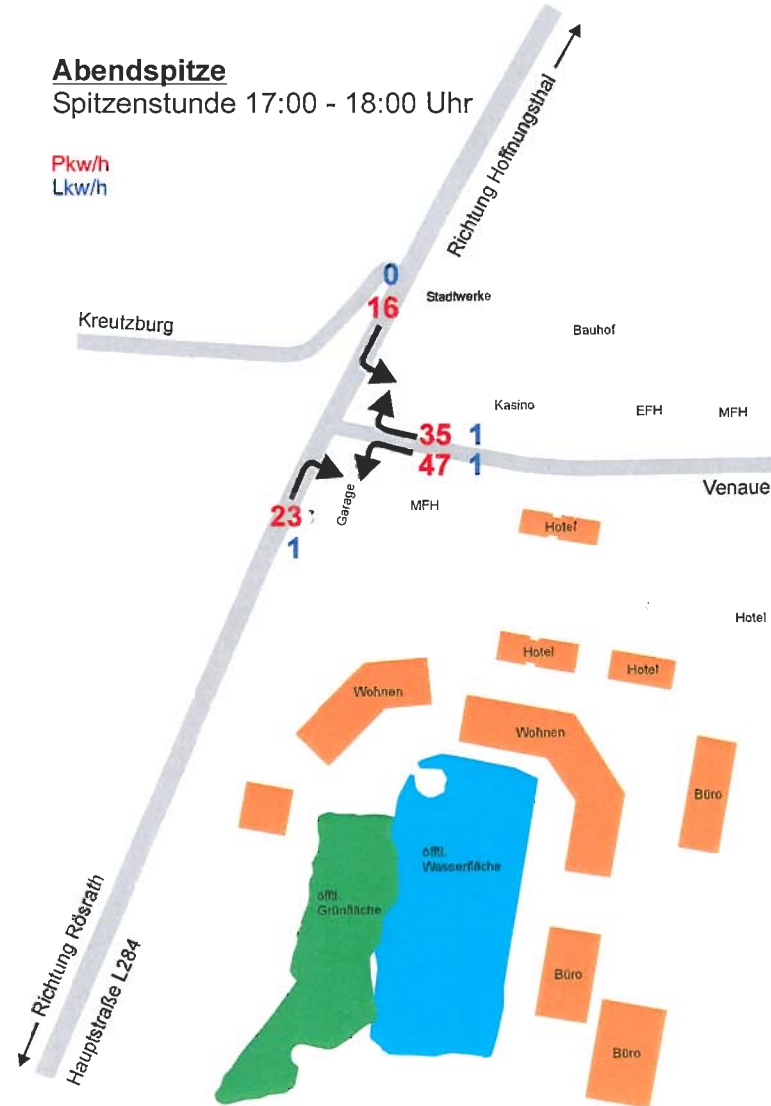 Abendspitze
Spitzenstunde 17:00 - 18:00 Uhr
Pkw/h
Lkw/h
Richtung Hoffnungsthal
0
16
Stadtwerke
Kreutzburg
Bauhof
Kasino
EFH
MFH
35 1
47 1
Venaue
23
1
Garage
MFH
Hotel
Hotel
Hotel
Hotel
Wohnen
Wohnen
Büro
öfftl.
Wasserfläche
öfftl.
Grünfläche
Büro
Büro
Richtung Rösrath
Hauptstraße L284